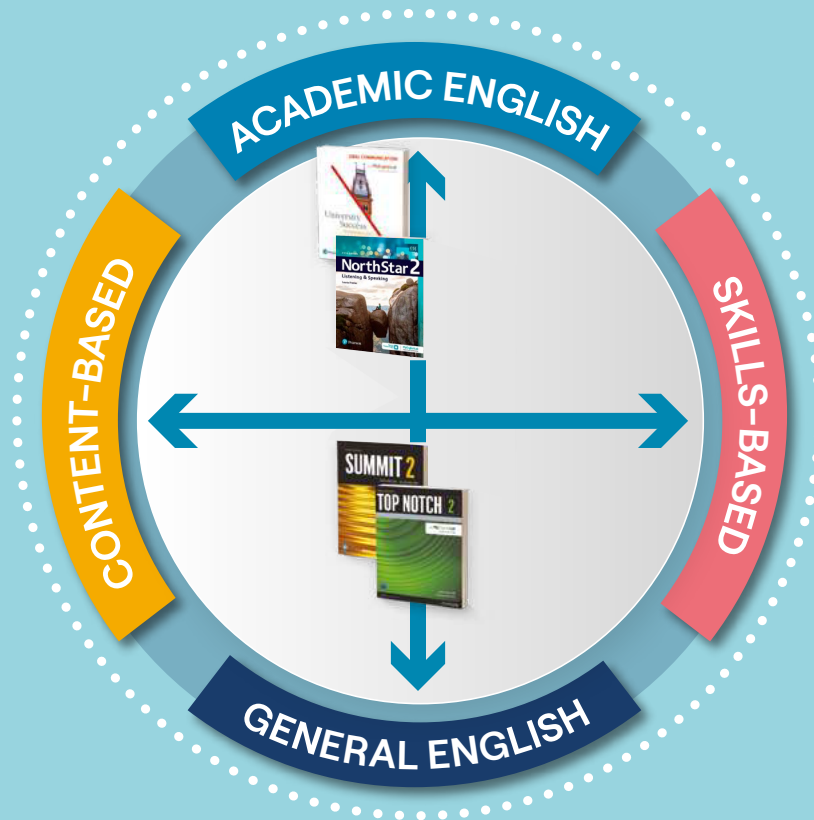 ACADEMIC ENGLISH
CONTENT-BASED
SKILLS-BASED
University
Success
NorthStar 2
Listening & Speaking
Pearson
SUMMIT 2
TOP NOTCH 2
GENERAL ENGLISH